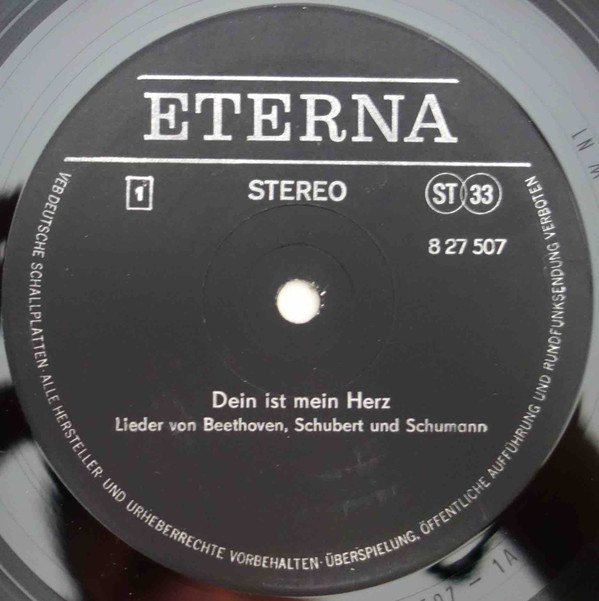 ETERNA
1
STEREO
ST 33
8 27 507
Dein ist mein Herz
Lieder von Beethoven, Schubert und Schumann
VEB DEUTSCHE SCHALLPLATTEN · ALLE HERSTELLER- UND URHEBERRECHTE VORBEHALTEN · ÜBERSPIELUNG, ÖFFENTLICHE AUFFÜHRUNG UND RUNDFUNKSENDUNG VERBOTEN